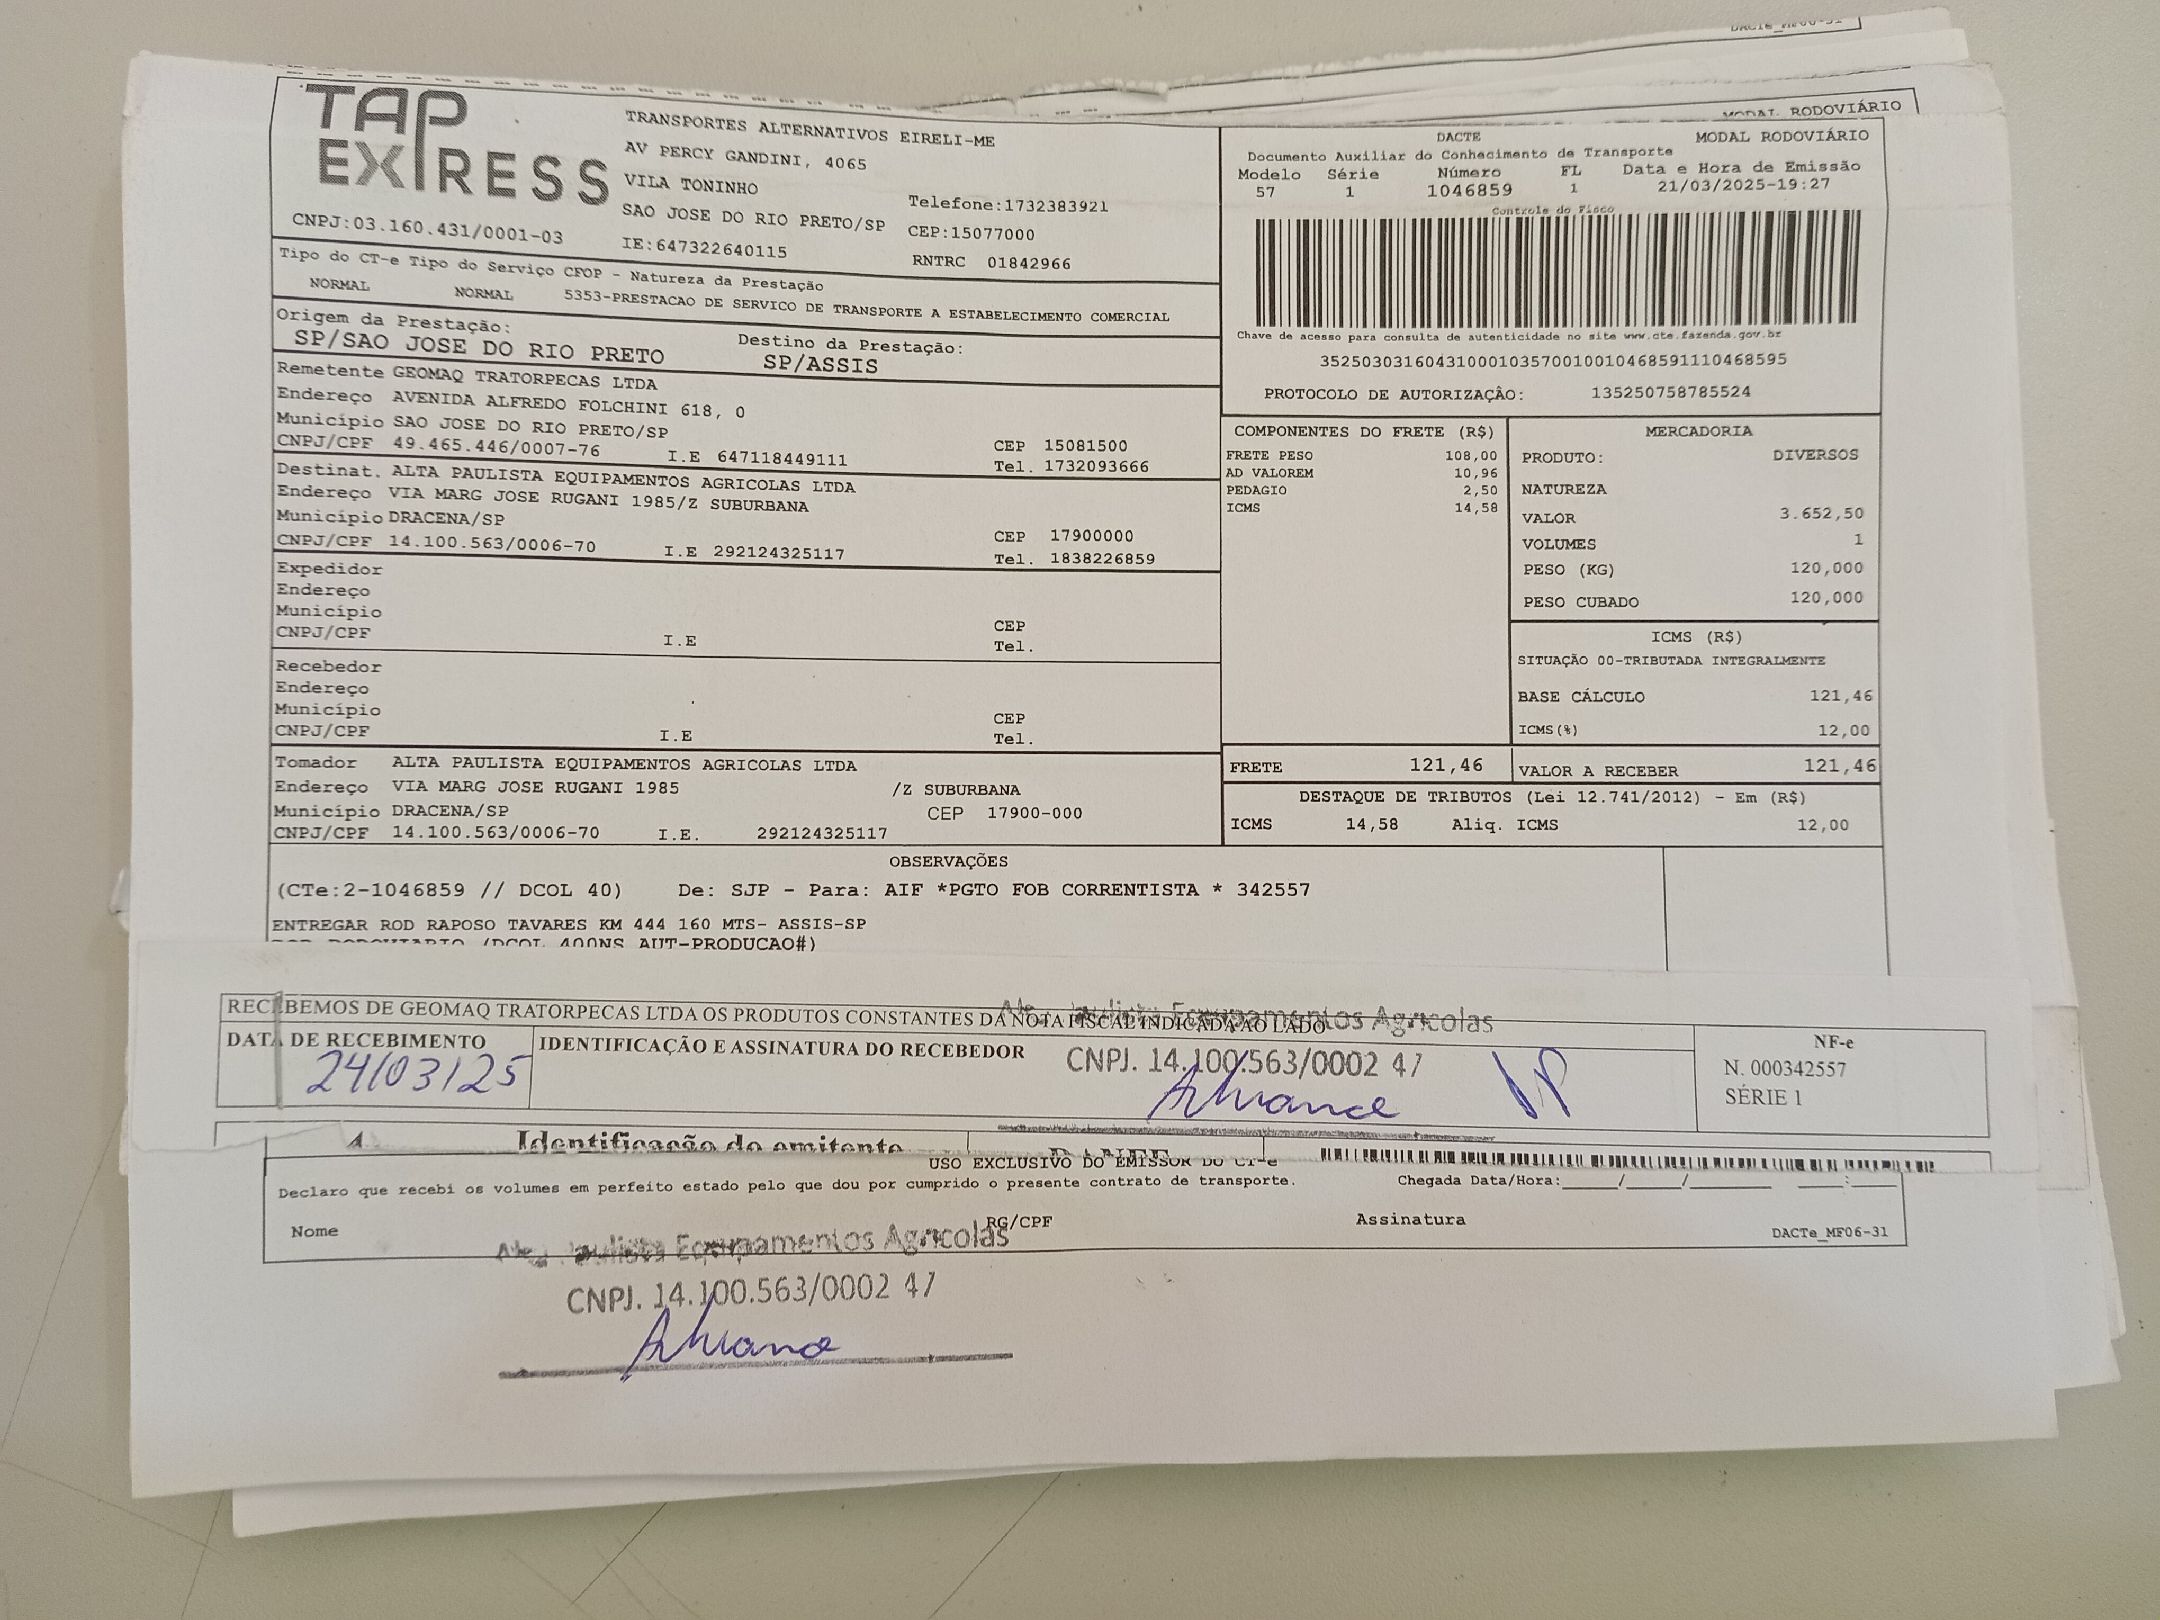 MODAL RODOVIÁRIO
TAP
EXPRESS
CNPJ:03.160.431/0001-03
TRANSPORTES ALTERNATIVOS EIRELI-ME
AV PERCY GANDINI, 4065
VILA TONINHO
SAO JOSE DO RIO PRETO/SP
IE:647322640115
Telefone:1732383921
CEP:15077000
RNTRC 01842966
DACTE MODAL RODOVIÁRIO
Documento Auxiliar do Conhecimento de Transporte
Modelo Série Número FL Data e Hora de Emissão
57 1 1046859 1 21/03/2025-19:27
Controle do Fisco
Chave de acesso para consulta de autenticidade no site www.cte.fazenda.gov.br
35250303160431000103570010010468591110468595
PROTOCOLO DE AUTORIZAÇÂO: 135250758785524
Tipo do CT-e Tipo do Serviço CFOP - Natureza da Prestação
NORMAL NORMAL 5353-PRESTACAO DE SERVICO DE TRANSPORTE A ESTABELECIMENTO COMERCIAL
Origem da Prestação: Destino da Prestação:
SP/SAO JOSE DO RIO PRETO SP/ASSIS
Remetente GEOMAQ TRATORPECAS LTDA
Endereço AVENIDA ALFREDO FOLCHINI 618, 0
Município SAO JOSE DO RIO PRETO/SP CEP 15081500
CNPJ/CPF 49.465.446/0007-76 I.E 647118449111 Tel. 1732093666
Destinat. ALTA PAULISTA EQUIPAMENTOS AGRICOLAS LTDA
Endereço VIA MARG JOSE RUGANI 1985/Z SUBURBANA
Município DRACENA/SP CEP 17900000
CNPJ/CPF 14.100.563/0006-70 I.E 292124325117 Tel. 1838226859
Expedidor
Endereço
Município CEP
CNPJ/CPF I.E Tel.
Recebedor
Endereço
Município CEP
CNPJ/CPF I.E Tel.
Tomador ALTA PAULISTA EQUIPAMENTOS AGRICOLAS LTDA
Endereço VIA MARG JOSE RUGANI 1985 /Z SUBURBANA
Município DRACENA/SP CEP 17900-000
CNPJ/CPF 14.100.563/0006-70 I.E. 292124325117
COMPONENTES DO FRETE (R$)
FRETE PESO 108,00
AD VALOREM 10,96
PEDAGIO 2,50
ICMS 14,58
MERCADORIA
PRODUTO: DIVERSOS
NATUREZA
VALOR 3.652,50
VOLUMES 1
PESO (KG) 120,000
PESO CUBADO 120,000
ICMS (R$)
SITUAÇÃO 00-TRIBUTADA INTEGRALMENTE
BASE CÁLCULO 121,46
ICMS(%) 12,00
FRETE 121,46 VALOR A RECEBER 121,46
DESTAQUE DE TRIBUTOS (Lei 12.741/2012) - Em (R$)
ICMS 14,58 Aliq. ICMS 12,00
OBSERVAÇÕES
(CTe:2-1046859 // DCOL 40) De: SJP - Para: AIF *PGTO FOB CORRENTISTA * 342557
ENTREGAR ROD RAPOSO TAVARES KM 444 160 MTS- ASSIS-SP
RODOVIARIO (DCOL 400NS AUT-PRODUCAO#)
RECEBEMOS DE GEOMAQ TRATORPECAS LTDA OS PRODUTOS CONSTANTES DA NOTA FISCAL INDICADA AO LADO
Equipamentos Agricolas
DATA DE RECEBIMENTO
24/03/25
IDENTIFICAÇÃO E ASSINATURA DO RECEBEDOR
CNPJ. 14.100.563/0002 47
NF-e
N. 000342557
SÉRIE 1
Identificação do emitente
USO EXCLUSIVO DO EMISSOR DO CT-e
Declaro que recebi os volumes em perfeito estado pelo que dou por cumprido o presente contrato de transporte. Chegada Data/Hora:____/____/____ ____:____
Nome RG/CPF Assinatura
DACTe_MF06-31
Equipamentos Agricolas
CNPJ. 14.100.563/0002 47